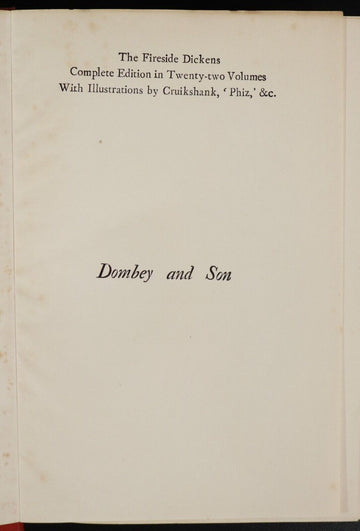 The Fireside Dickens
Complete Edition in Twenty-two Volumes
With Illustrations by Cruikshank, ‘ Phiz,’ &c.
Dombey and Son